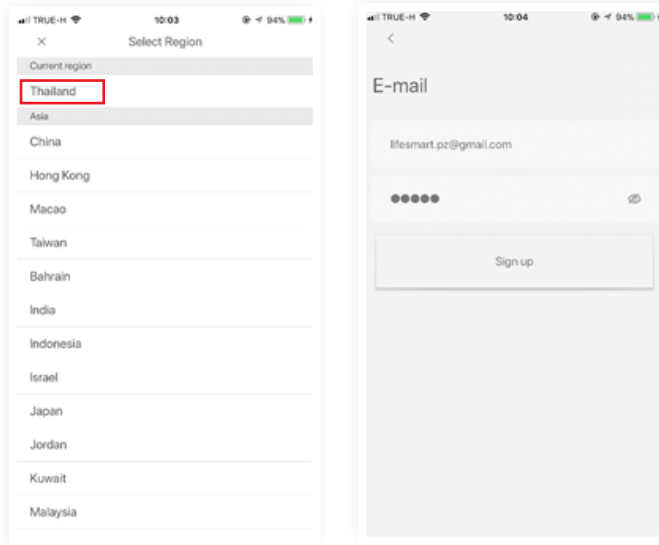 TRUE-H 10:03 94%
Select Region
Current region
Thailand
Asia
China
Hong Kong
Macao
Taiwan
Bahrain
India
Indonesia
Israel
Japan
Jordan
Kuwait
Malaysia
TRUE-H 10:04 94%
E-mail
lifesmart.pz@gmail.com
Sign up